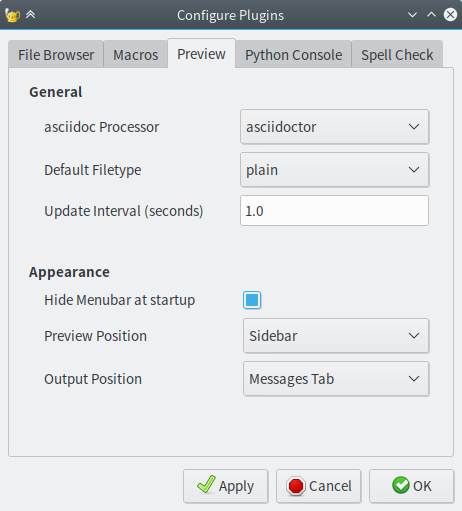 Configure Plugins
File Browser Macros Preview Python Console Spell Check
General
asciidoc Processor asciidoctor
Default Filetype plain
Update Interval (seconds) 1.0
Appearance
Hide Menubar at startup
Preview Position Sidebar
Output Position Messages Tab
Apply Cancel OK